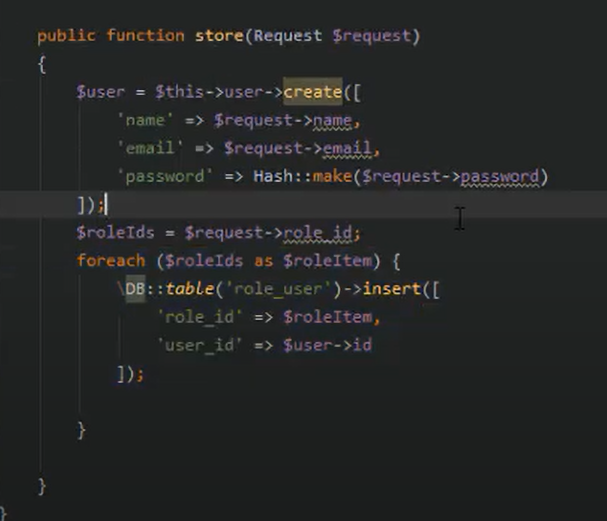 public function store(Request $request)
{
$user = $this->user->create([
'name' => $request->name,
'email' => $request->email,
'password' => Hash::make($request->password)
]);
$roleIds = $request->role_id;
foreach ($roleIds as $roleItem) {
\DB::table('role_user')->insert([
'role_id' => $roleItem,
'user_id' => $user->id
]);
}
}
}